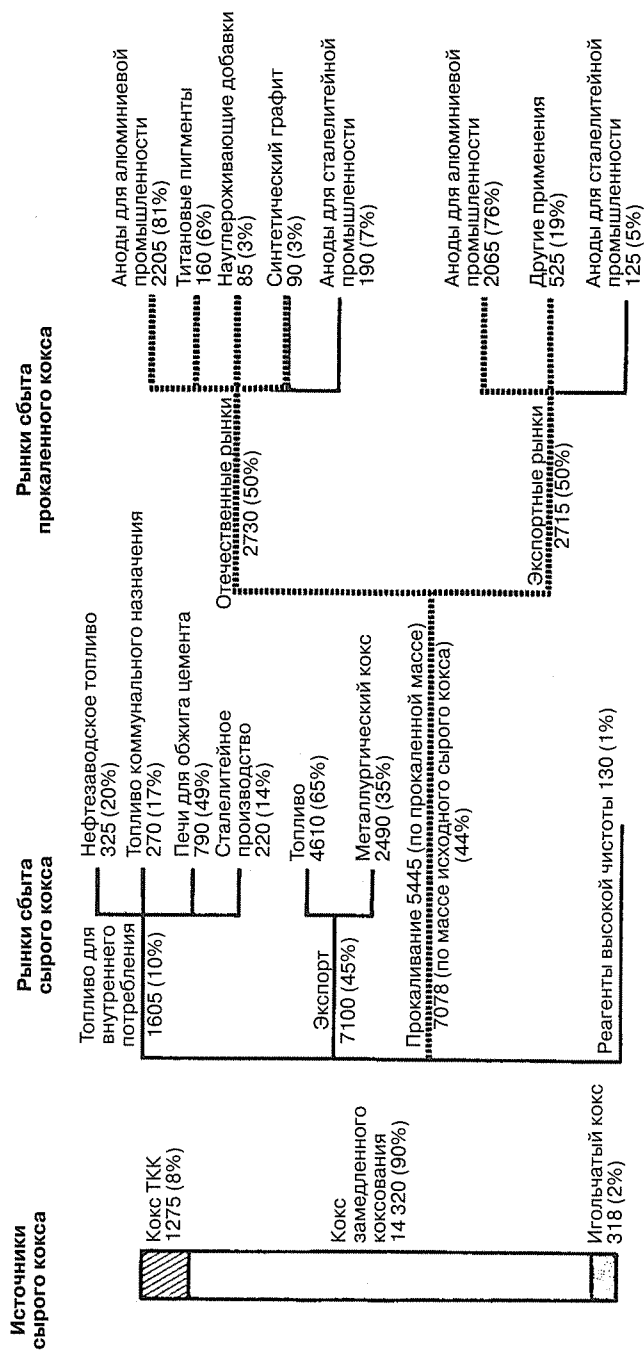 Источники
сырого кокса
Кокс ТКК
1275 (8%)
Кокс
замедленного
коксования
14 320 (90%)
Игольчатый кокс
318 (2%)
Рынки сбыта
сырого кокса
Топливо для
внутреннего
потребления
1605 (10%)
Нефтезаводское топливо
325 (20%)
Топливо коммунального назначения
270 (17%)
Печи для обжига цемента
790 (49%)
Сталелитейное
производство
220 (14%)
Экспорт
7100 (45%)
Топливо
4610 (65%)
Металлургический кокс
2490 (35%)
Прокаливание 5445 (по прокаленной массе)
7078 (по массе исходного сырого кокса)
(44%)
Реагенты высокой чистоты 130 (1%)
Рынки сбыта
прокаленного кокса
Отечественные рынки
2730 (50%)
Аноды для алюминиевой
промышленности
2205 (81%)
Титановые пигменты
160 (6%)
Науглероживающие добавки
85 (3%)
Синтетический графит
90 (3%)
Аноды для сталелитейной
промышленности
190 (7%)
Экспортные рынки
2715 (50%)
Аноды для алюминиевой
промышленности
2065 (76%)
Другие применения
525 (19%)
Аноды для сталелитейной
промышленности
125 (5%)